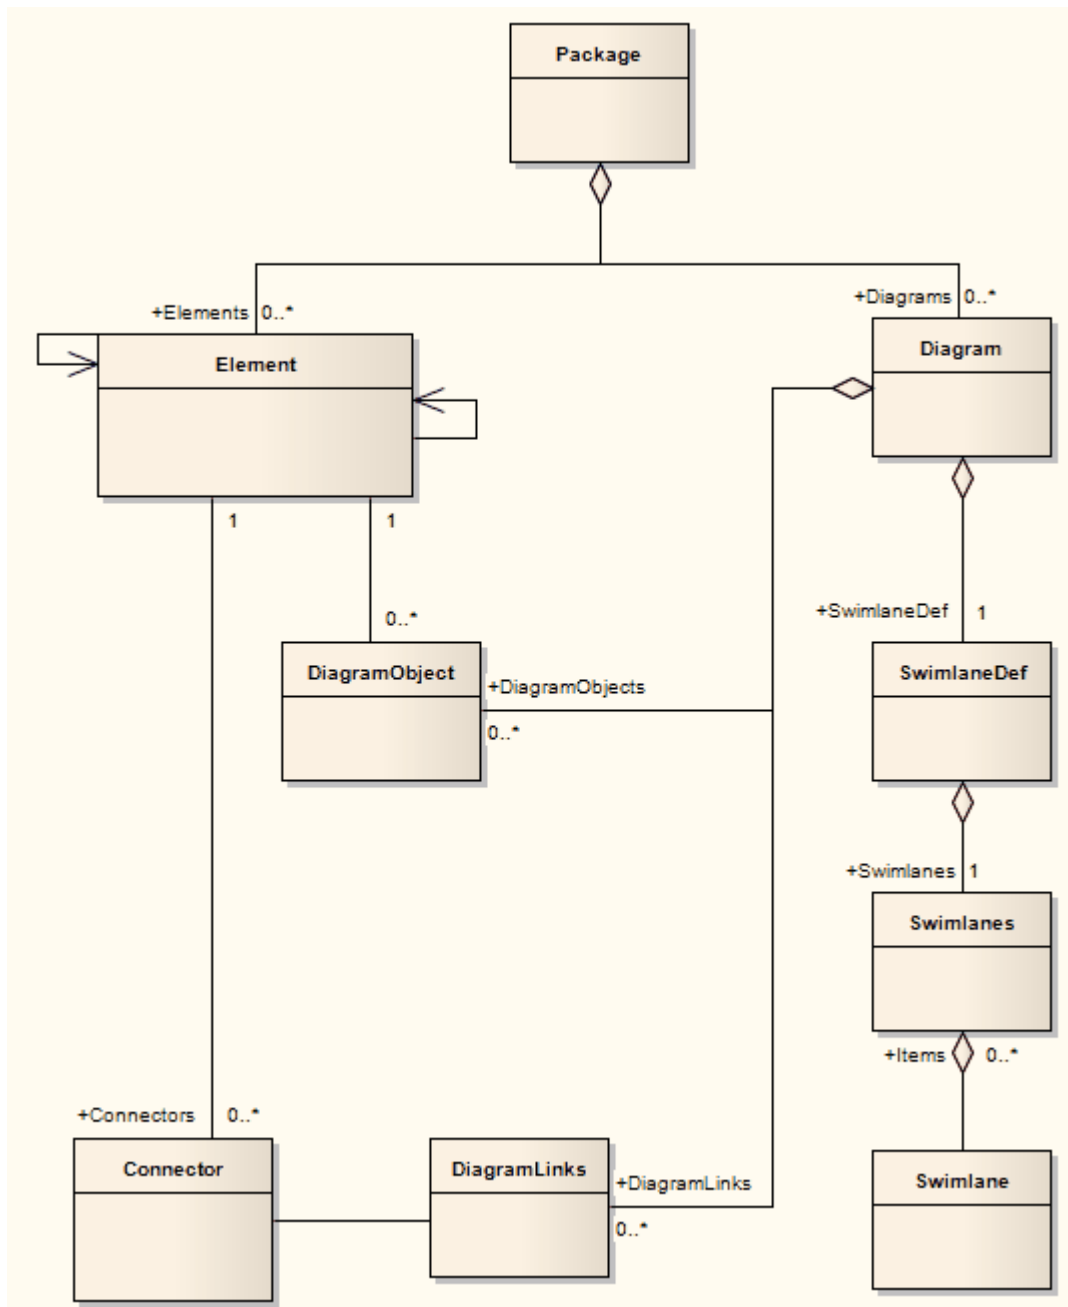 Package
+Elements 0..*
+Diagrams 0..*
Element
Diagram
1
1
0..*
+SwimlaneDef 1
DiagramObject
SwimlaneDef
+DiagramObjects
0..*
+Swimlanes 1
Swimlanes
+Items 0..*
+Connectors 0..*
Connector
DiagramLinks
+DiagramLinks
0..*
Swimlane